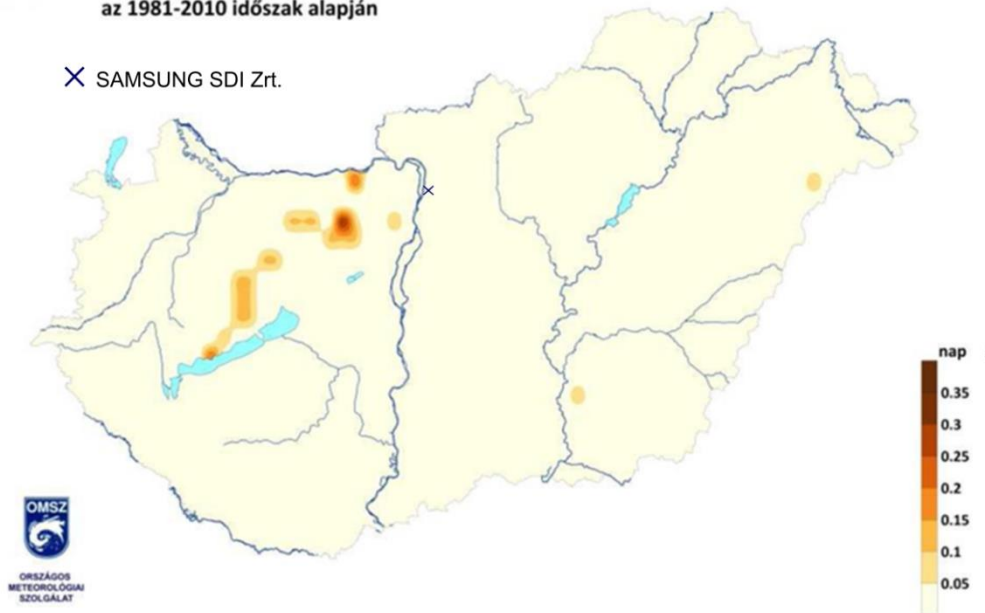 az 1981-2010 időszak alapján
SAMSUNG SDI Zrt.
nap
0.35
0.3
0.25
0.2
0.15
0.1
0.05
OMSZ
ORSZÁGOS
METEOROLÓGIAI
SZOLGÁLAT